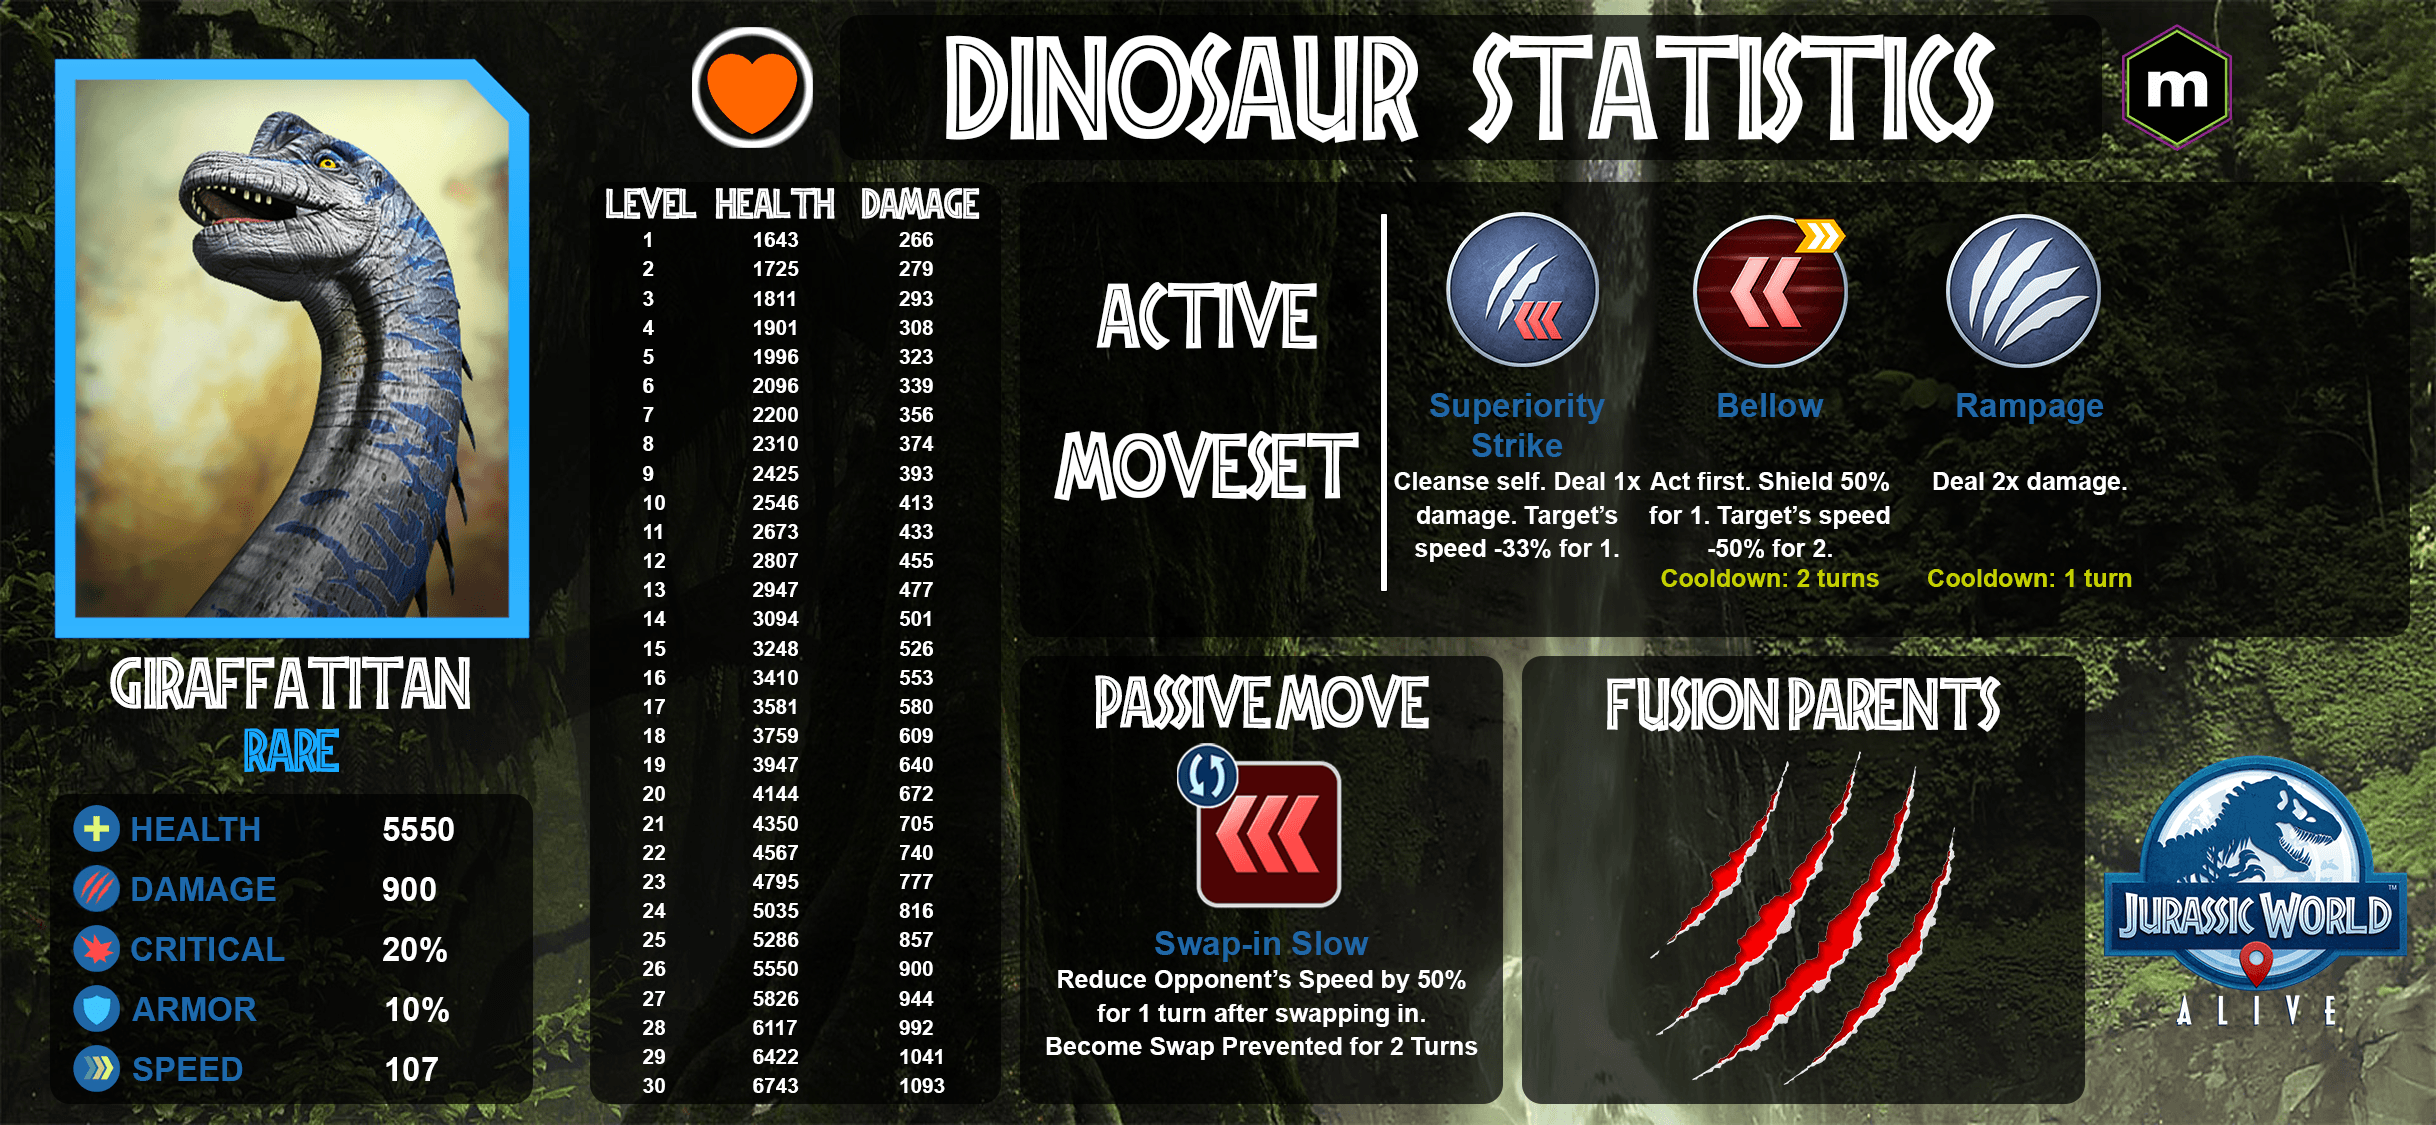 DINOSAUR STATISTICS
m
GIRAFFATITAN
RARE
HEALTH 5550
DAMAGE 900
CRITICAL 20%
ARMOR 10%
SPEED 107
LEVEL HEALTH DAMAGE
1 1643 266
2 1725 279
3 1811 293
4 1901 308
5 1996 323
6 2096 339
7 2200 356
8 2310 374
9 2425 393
10 2546 413
11 2673 433
12 2807 455
13 2947 477
14 3094 501
15 3248 526
16 3410 553
17 3581 580
18 3759 609
19 3947 640
20 4144 672
21 4350 705
22 4567 740
23 4795 777
24 5035 816
25 5286 857
26 5550 900
27 5826 944
28 6117 992
29 6422 1041
30 6743 1093
ACTIVE
MOVESET
Superiority
Strike
Cleanse self. Deal 1x
damage. Target’s
speed -33% for 1.
Bellow
Act first. Shield 50%
for 1. Target’s speed
-50% for 2.
Cooldown: 2 turns
Rampage
Deal 2x damage.
Cooldown: 1 turn
PASSIVE MOVE
Swap-in Slow
Reduce Opponent’s Speed by 50%
for 1 turn after swapping in.
Become Swap Prevented for 2 Turns
FUSION PARENTS
JURASSIC WORLD™
ALIVE